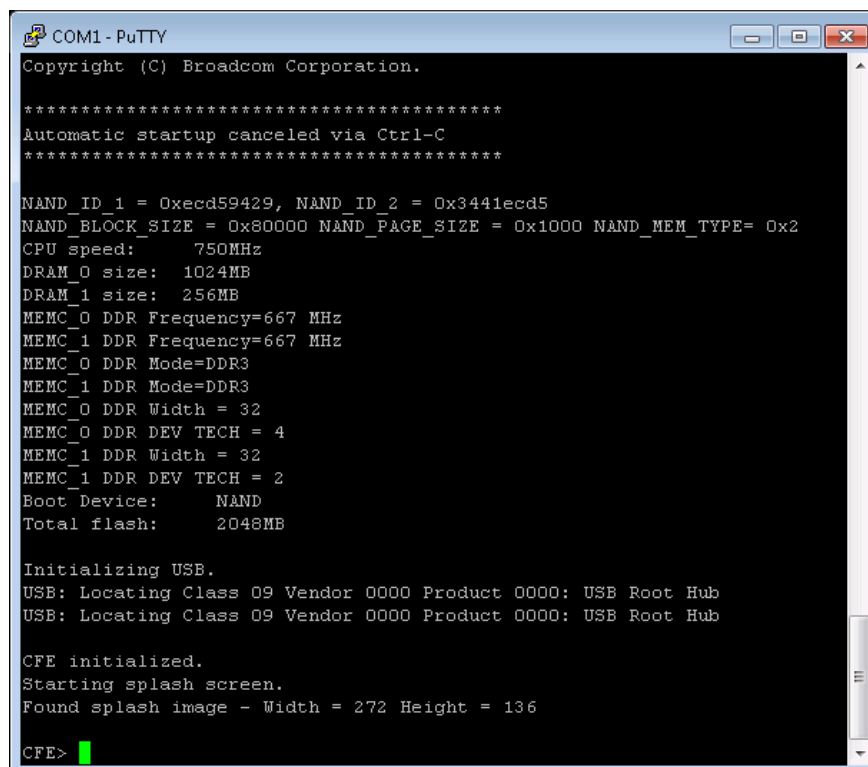 COM1 - PuTTY
Copyright (C) Broadcom Corporation.
******************************************
Automatic startup canceled via Ctrl-C
******************************************
NAND_ID_1 = 0xecd59429, NAND_ID_2 = 0x3441ecd5
NAND_BLOCK_SIZE = 0x80000 NAND_PAGE_SIZE = 0x1000 NAND_MEM_TYPE= 0x2
CPU speed:     750MHz
DRAM_0 size:  1024MB
DRAM_1 size:  256MB
MEMC_0 DDR Frequency=667 MHz
MEMC_1 DDR Frequency=667 MHz
MEMC_0 DDR Mode=DDR3
MEMC_1 DDR Mode=DDR3
MEMC_0 DDR Width = 32
MEMC_0 DDR DEV TECH = 4
MEMC_1 DDR Width = 32
MEMC_1 DDR DEV TECH = 2
Boot Device:     NAND
Total flash:     2048MB
Initializing USB.
USB: Locating Class 09 Vendor 0000 Product 0000: USB Root Hub
USB: Locating Class 09 Vendor 0000 Product 0000: USB Root Hub
CFE initialized.
Starting splash screen.
Found splash image - Width = 272 Height = 136
CFE>